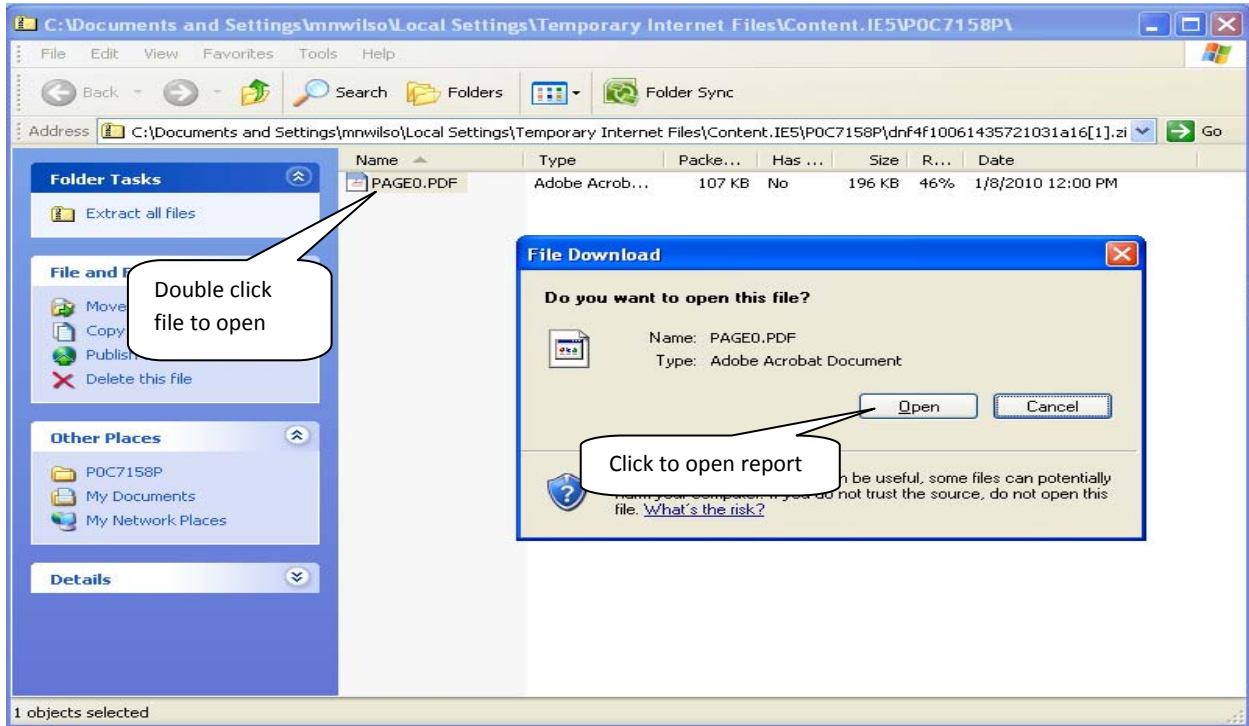 C:\Documents and Settings\mnwilso\Local Settings\Temporary Internet Files\Content.IE5\P0C7158P\
File Edit View Favorites Tools Help
Back Search Folders Folder Sync
Address C:\Documents and Settings\mnwilso\Local Settings\Temporary Internet Files\Content.IE5\P0C7158P\dnf4f10061435721031a16[1].zi Go
Name Type Packe... Has ... Size R... Date
PAGE0.PDF Adobe Acrob... 107 KB No 196 KB 46% 1/8/2010 12:00 PM
Folder Tasks
Extract all files
File and
Move
Copy
Publish
Delete this file
Double click
file to open
Other Places
P0C7158P
My Documents
My Network Places
Details
File Download
Do you want to open this file?
Name: PAGE0.PDF
Type: Adobe Acrobat Document
Open Cancel
Click to open report
be useful, some files can potentially
not trust the source, do not open this
file. What's the risk?
1 objects selected